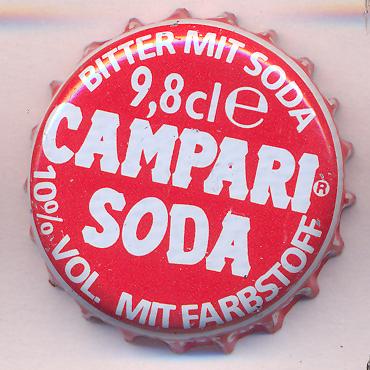 BITTER MIT SODA
9,8cl ℮
CAMPARI®
SODA
10% VOL. MIT FARBSTOFF